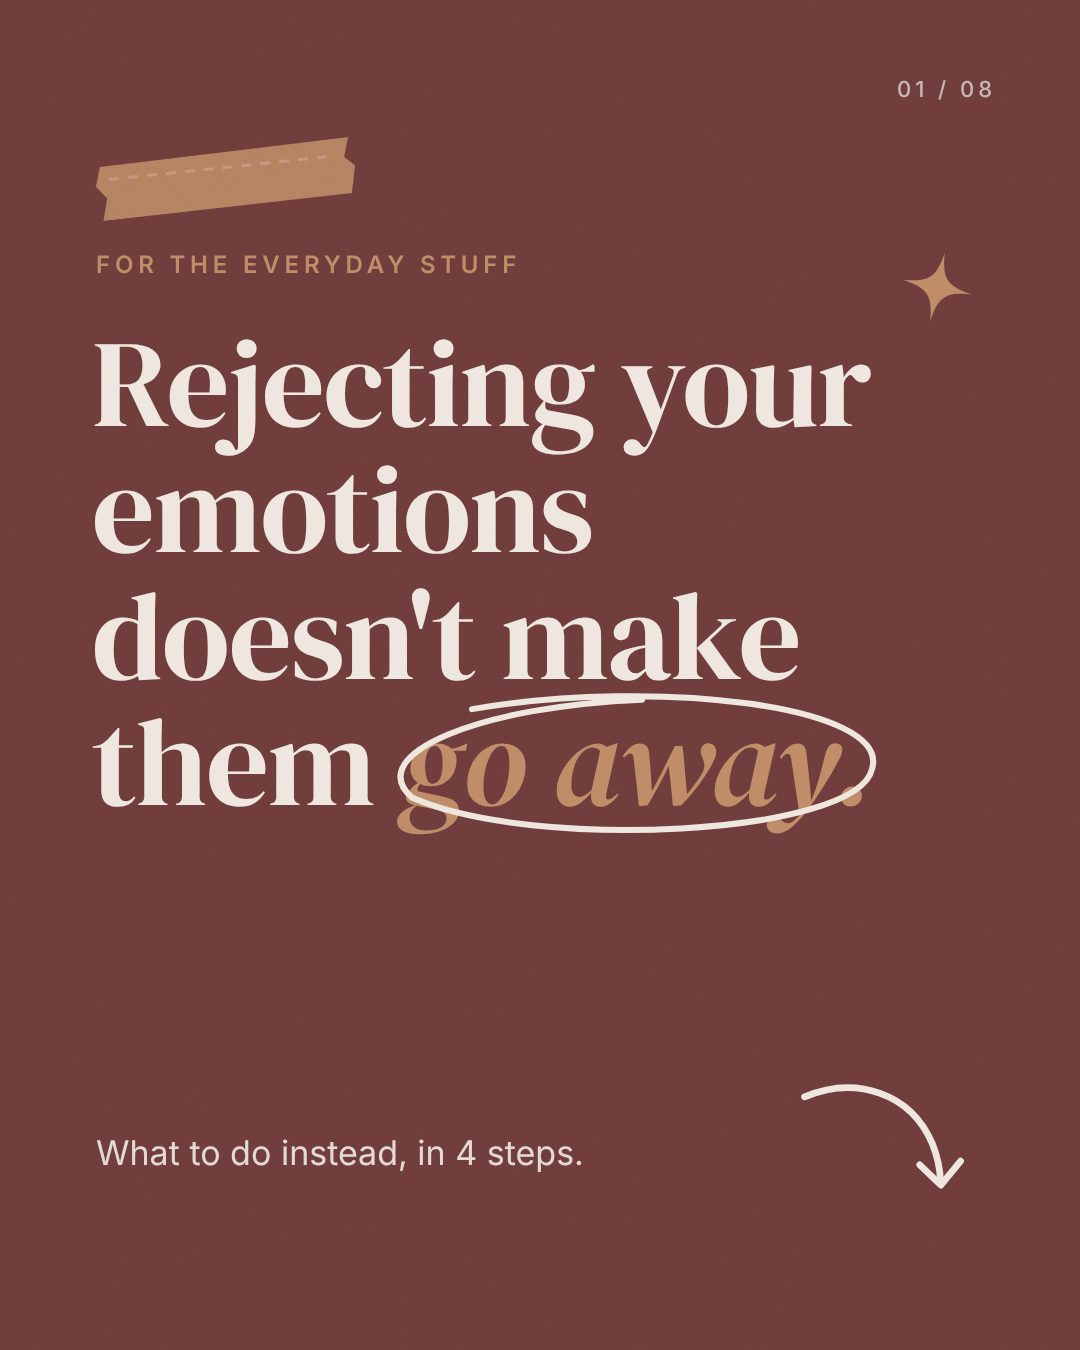 01 / 08
FOR THE EVERYDAY STUFF
Rejecting your
emotions
doesn't make
them go away.
What to do instead, in 4 steps.